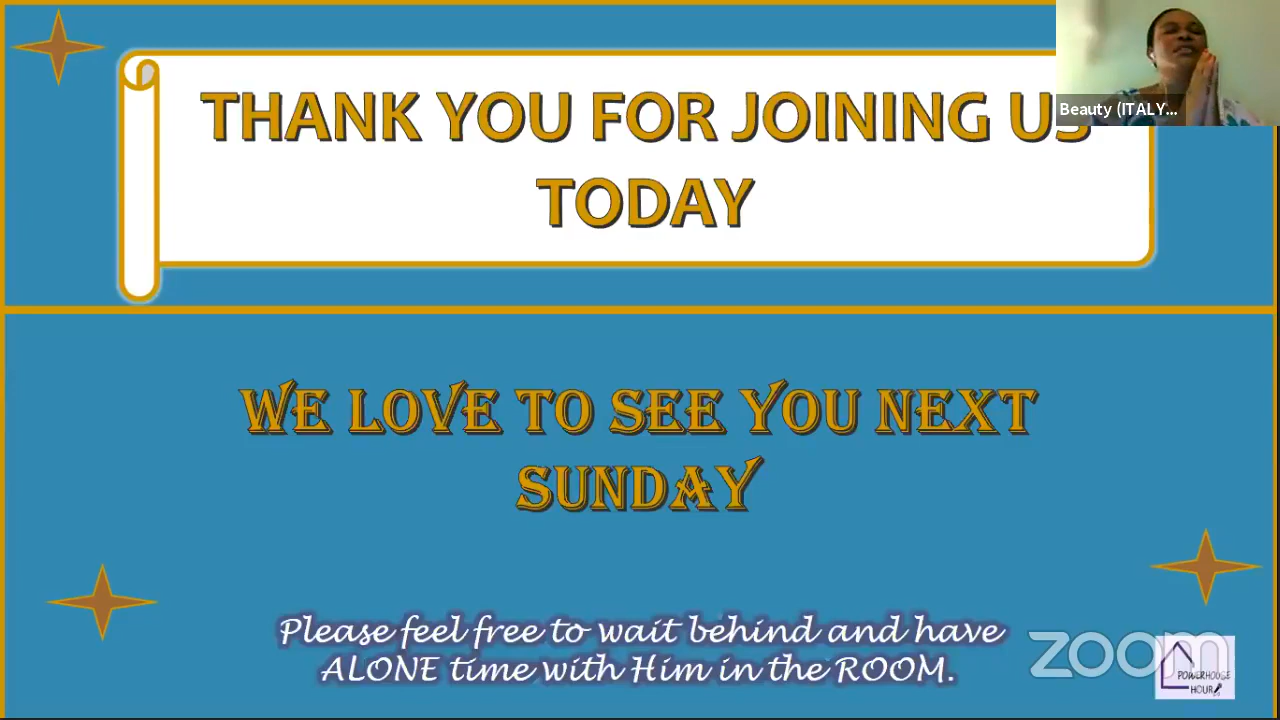 THANK YOU FOR JOINING US
TODAY
Beauty (ITALY...
WE LOVE TO SEE YOU NEXT
SUNDAY
Please feel free to wait behind and have
ALONE time with Him in the ROOM.
zoom
POWERHOUSE
HOUR